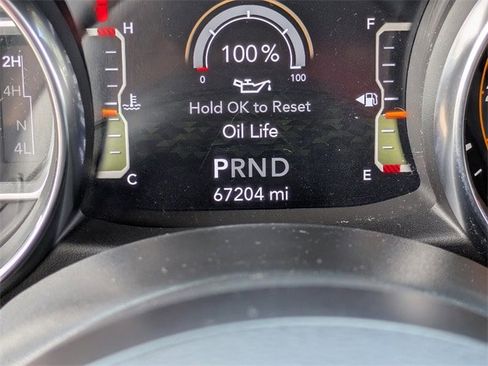 H
F
2H
4H
N
4L
100 %
0
100
Hold OK to Reset
Oil Life
C
E
PRND
67204 mi